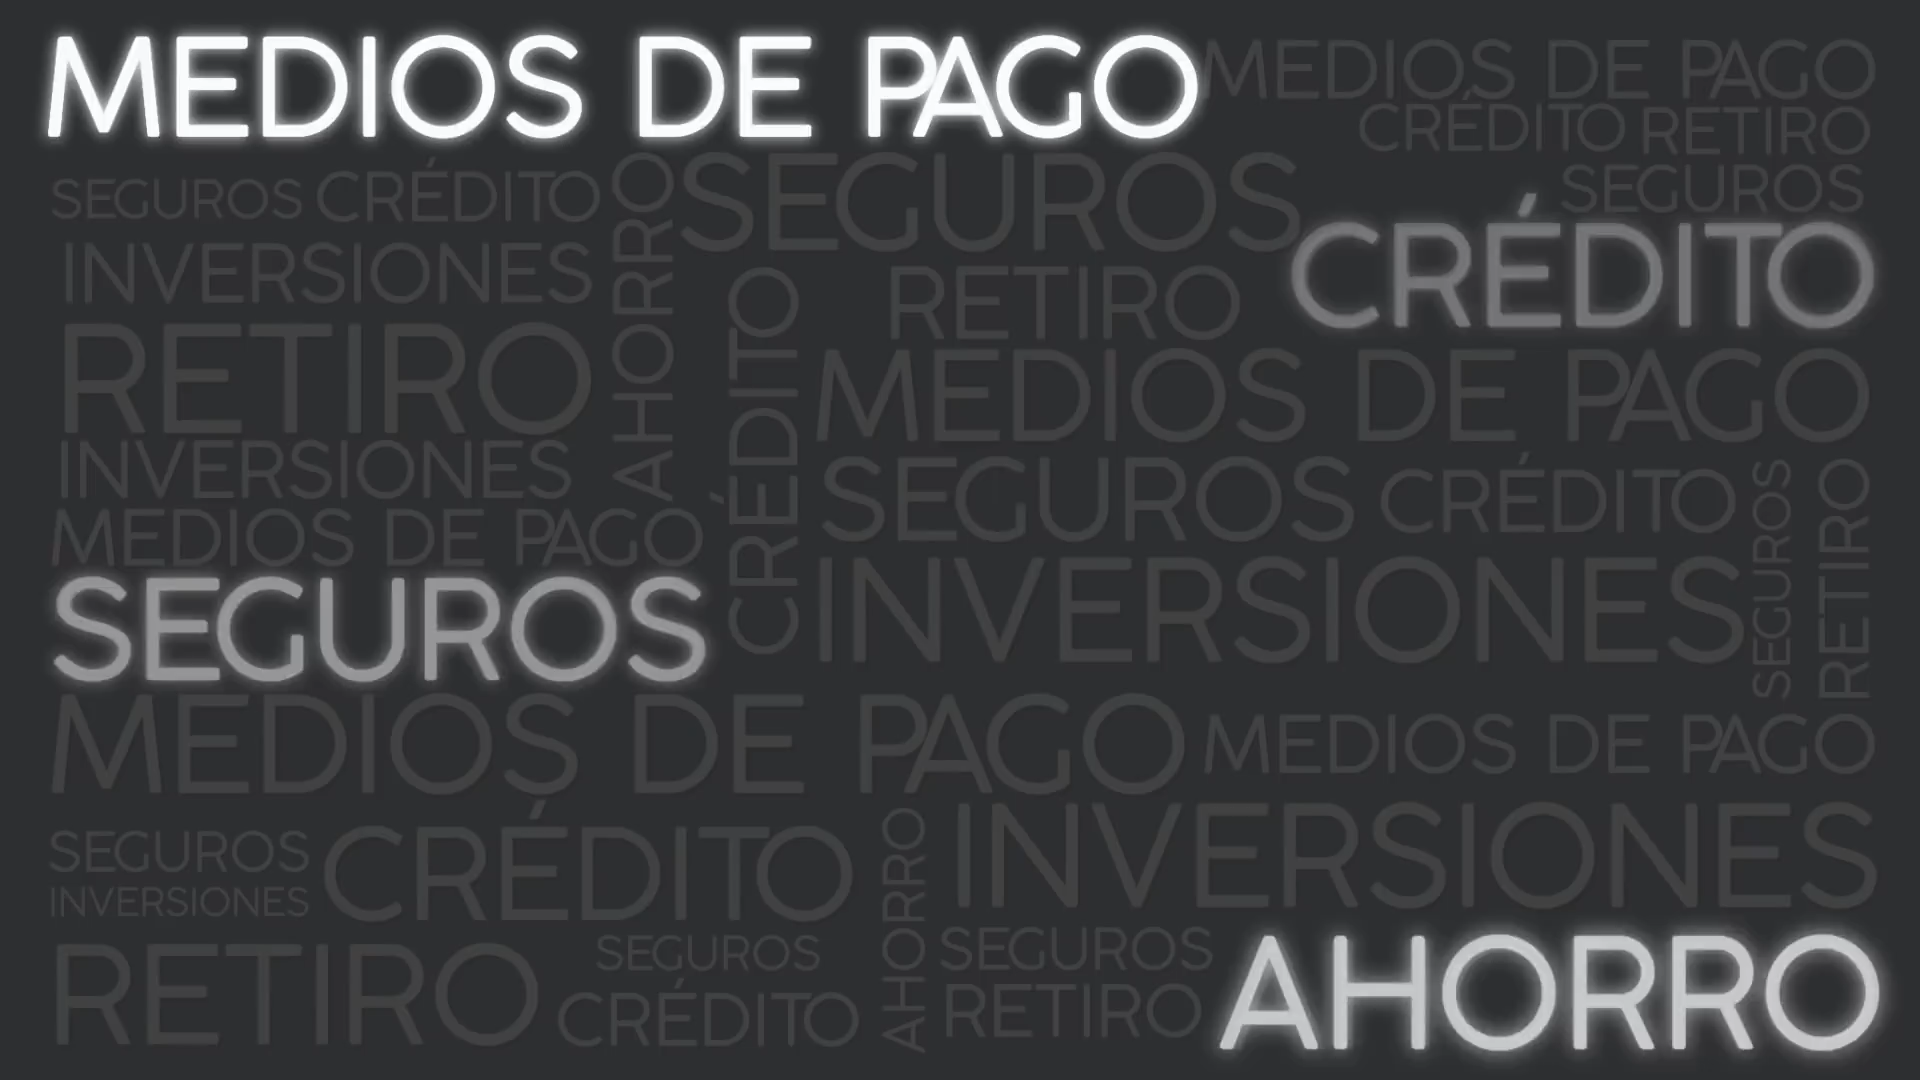 MEDIOS DE PAGO MEDIOS DE PAGO
CRÉDITO RETIRO
SEGUROS CRÉDITO AHORRO SEGUROS SEGUROS
CRÉDITO
INVERSIONES RETIRO
RETIRO CRÉDITO MEDIOS DE PAGO
INVERSIONES AHORRO SEGUROS CRÉDITO SEGUROS RETIRO
MEDIOS DE PAGO
SEGUROS INVERSIONES
MEDIOS DE PAGO MEDIOS DE PAGO
SEGUROS CRÉDITO AHORRO INVERSIONES
INVERSIONES
RETIRO SEGUROS AHORRO SEGUROS AHORRO
CRÉDITO RETIRO